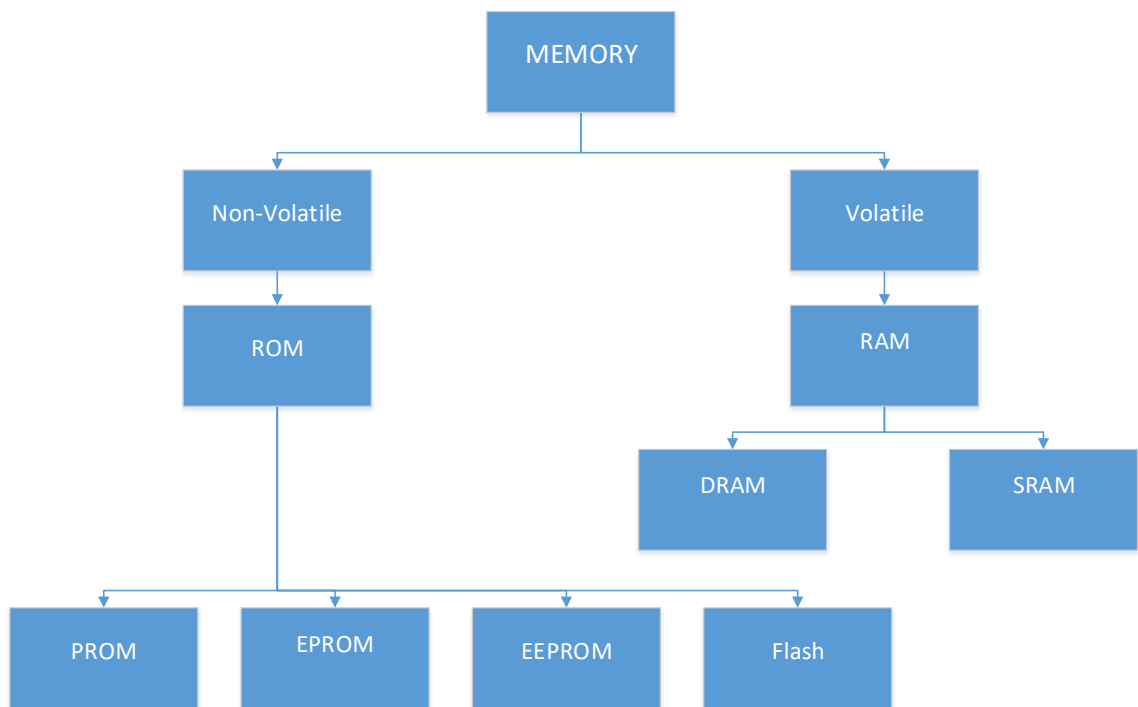 MEMORY
Non-Volatile
Volatile
ROM
RAM
DRAM
SRAM
PROM
EPROM
EEPROM
Flash